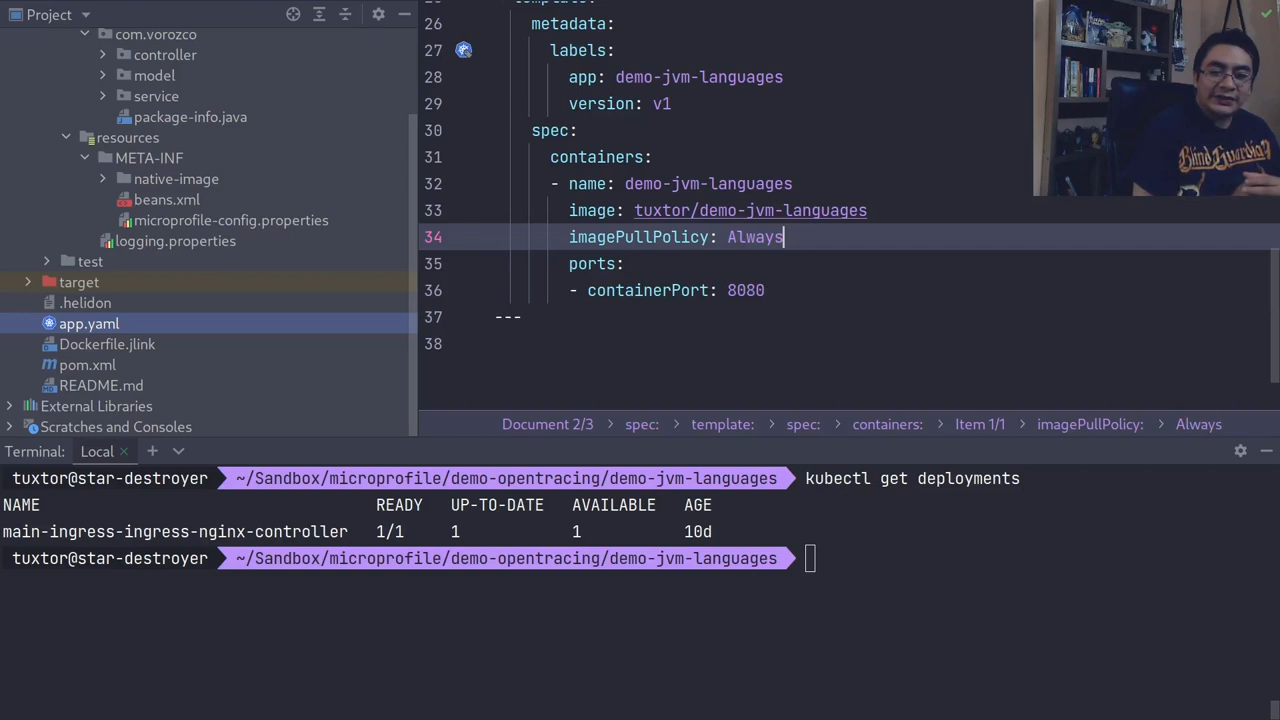 Project
com.vorozco
controller
model
service
package-info.java
resources
META-INF
native-image
beans.xml
microprofile-config.properties
logging.properties
test
target
.helidon
app.yaml
Dockerfile.jlink
pom.xml
README.md
External Libraries
Scratches and Consoles
26 metadata:
27 labels:
28 app: demo-jvm-languages
29 version: v1
30 spec:
31 containers:
32 - name: demo-jvm-languages
33 image: tuxtor/demo-jvm-languages
34 imagePullPolicy: Always
35 ports:
36 - containerPort: 8080
37 ---
38
Blind Guardian
Document 2/3 spec: template: spec: containers: Item 1/1 imagePullPolicy: Always
Terminal: Local
tuxtor@star-destroyer ~/Sandbox/microprofile/demo-opentracing/demo-jvm-languages kubectl get deployments
NAME READY UP-TO-DATE AVAILABLE AGE
main-ingress-ingress-nginx-controller 1/1 1 1 10d
tuxtor@star-destroyer ~/Sandbox/microprofile/demo-opentracing/demo-jvm-languages